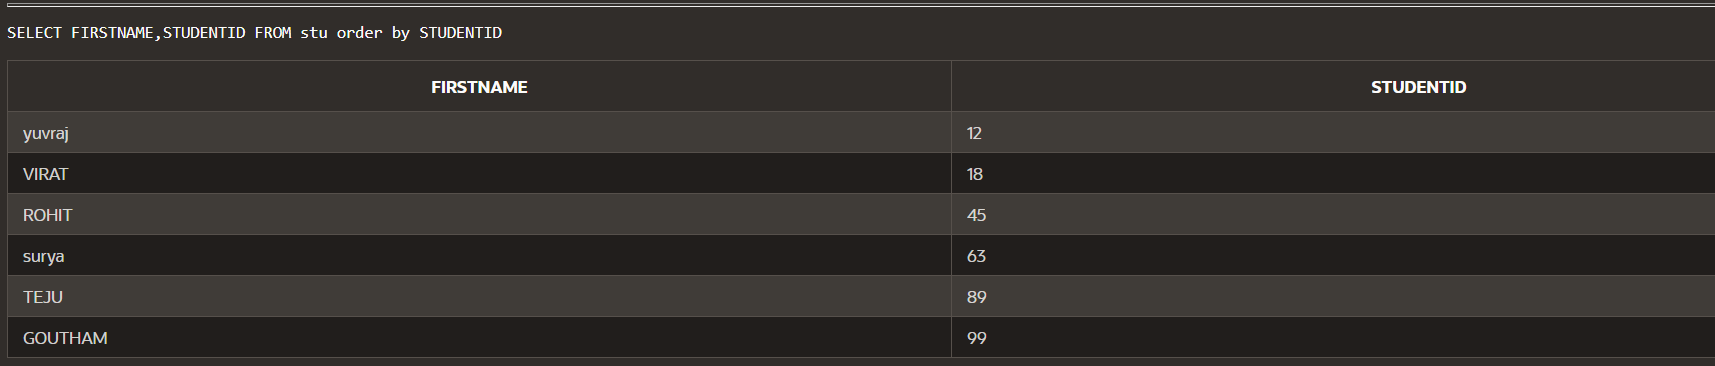 SELECT FIRSTNAME,STUDENTID FROM stu order by STUDENTID
FIRSTNAME STUDENTID
yuvraj 12
VIRAT 18
ROHIT 45
surya 63
TEJU 89
GOUTHAM 99